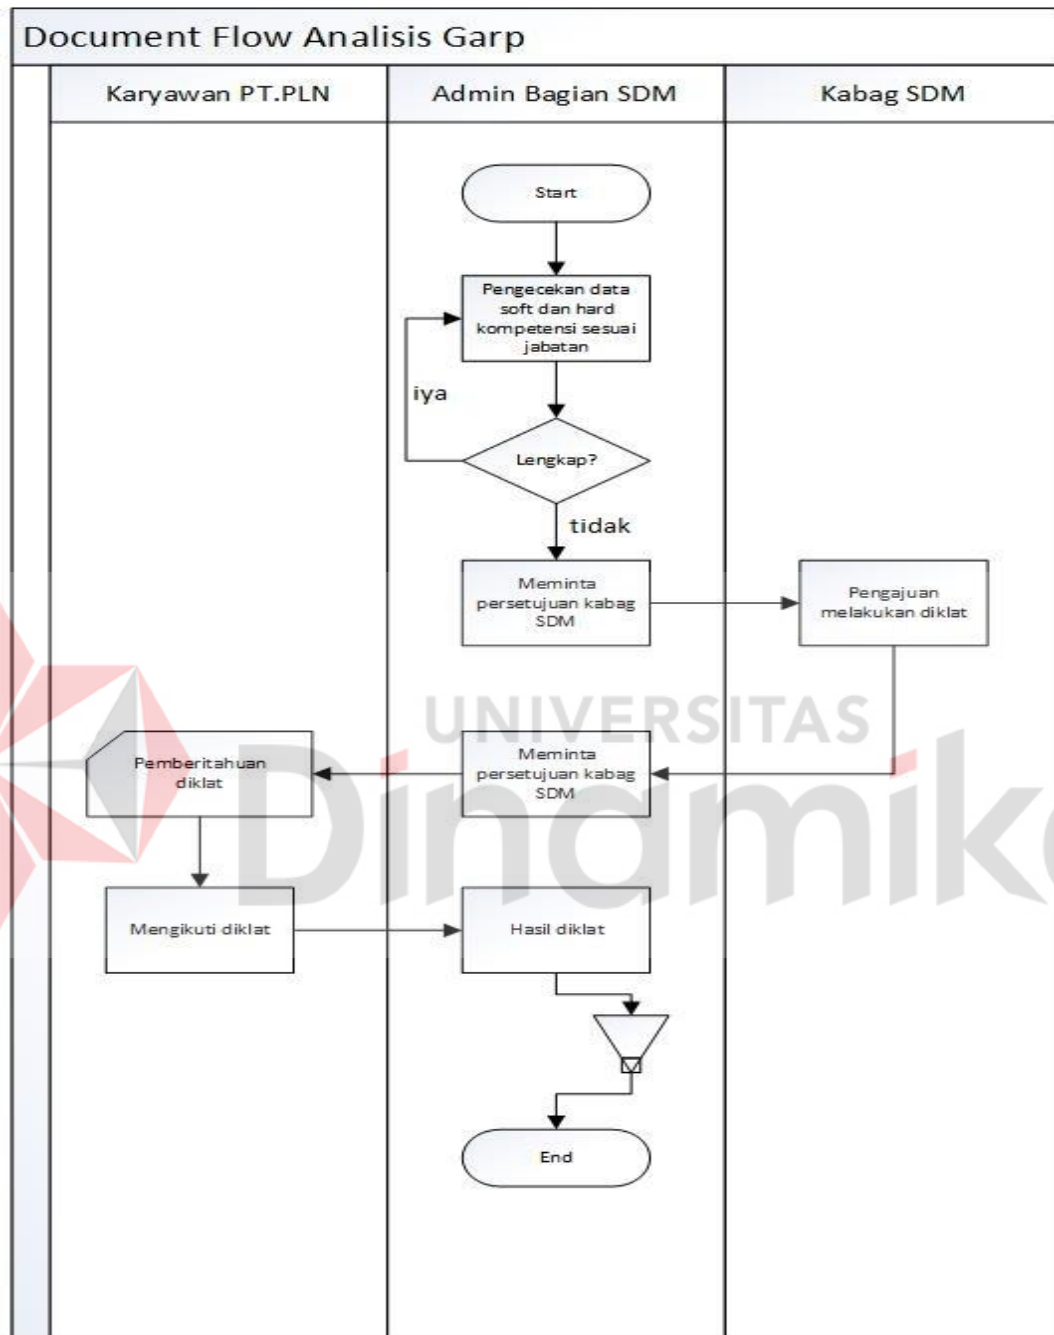 Document Flow Analisis Garp
Karyawan PT.PLN
Admin Bagian SDM
Kabag SDM
Start
Pengecekan data
soft dan hard
kompetensi sesuai
jabatan
iya
Lengkap?
tidak
Meminta
persetujuan kabag
SDM
Pengajuan
melakukan diklat
UNIVERSITAS
Dinamika
Pemberitahuan
diklat
Meminta
persetujuan kabag
SDM
Mengikuti diklat
Hasil diklat
End